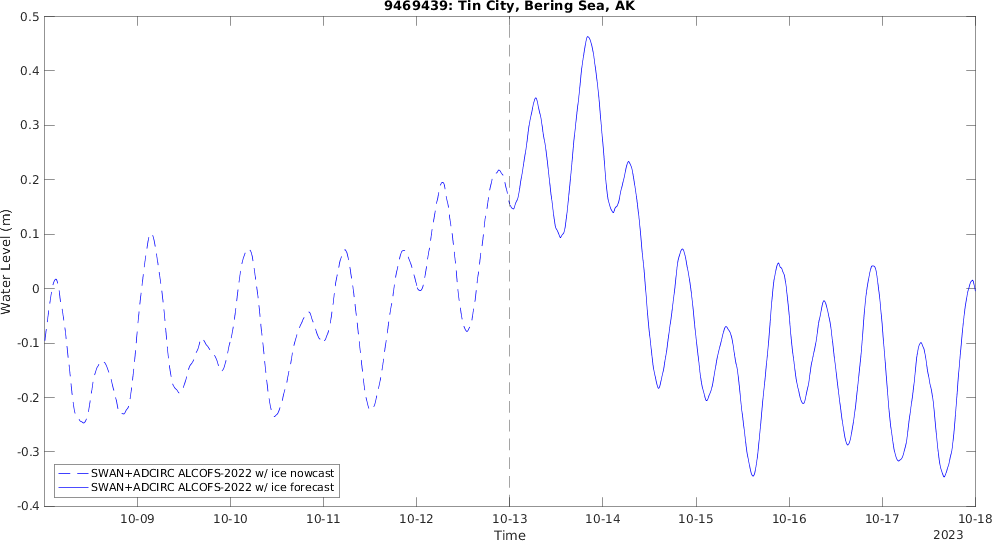 9469439: Tin City, Bering Sea, AK
0.5
0.4
0.3
0.2
0.1
0
-0.1
-0.2
-0.3
-0.4
Water Level (m)
SWAN+ADCIRC ALCOFS-2022 w/ ice nowcast
SWAN+ADCIRC ALCOFS-2022 w/ ice forecast
10-09 10-10 10-11 10-12 10-13 10-14 10-15 10-16 10-17 10-18
Time
2023